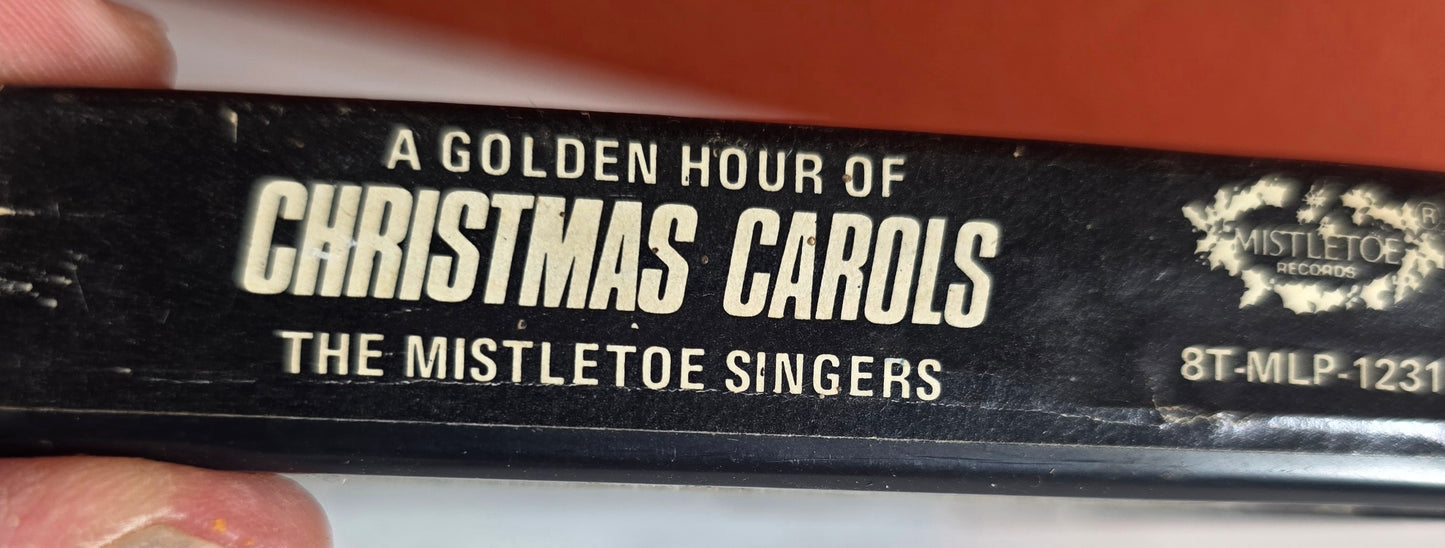 A GOLDEN HOUR OF
CHRISTMAS CAROLS
THE MISTLETOE SINGERS
MISTLETOE ®
RECORDS
8T-MLP-1231